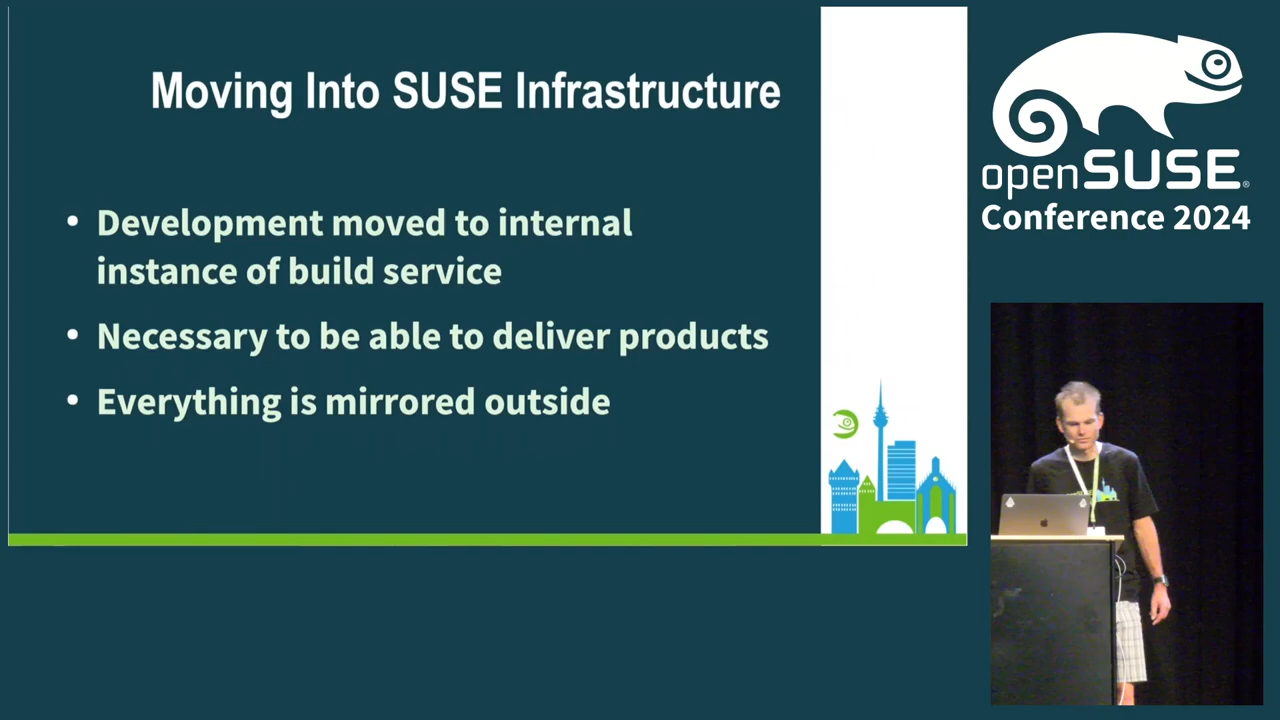 Moving Into SUSE Infrastructure
• Development moved to internal
instance of build service
• Necessary to be able to deliver products
• Everything is mirrored outside
openSUSE®
Conference 2024